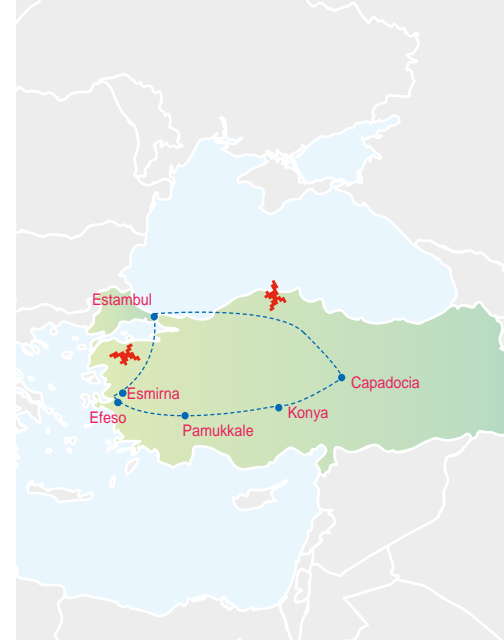 Estambul
Esmirna
Capadocia
Efeso
Konya
Pamukkale